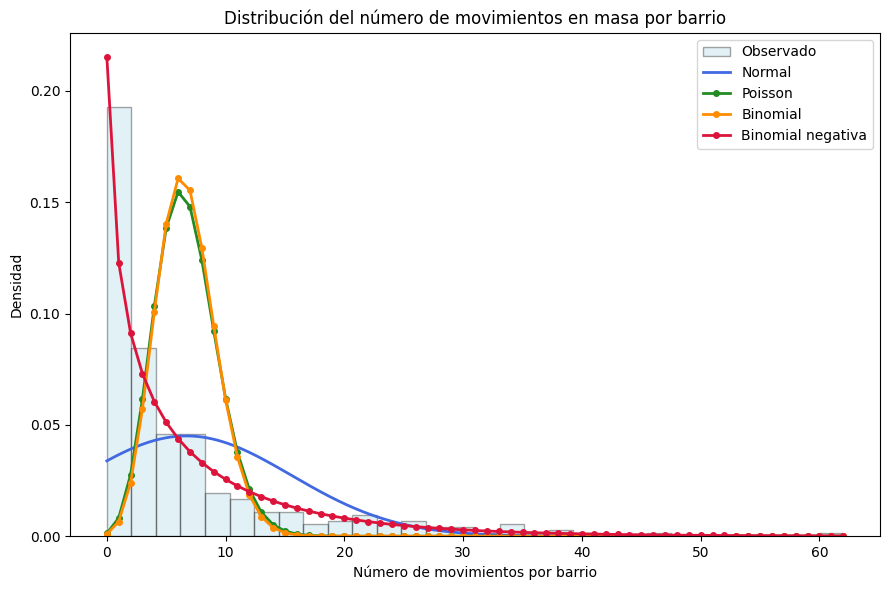 Distribución del número de movimientos en masa por barrio
Observado
Normal
Poisson
Binomial
Binomial negativa
Densidad
0.20
0.15
0.10
0.05
0.00
0 10 20 30 40 50 60
Número de movimientos por barrio